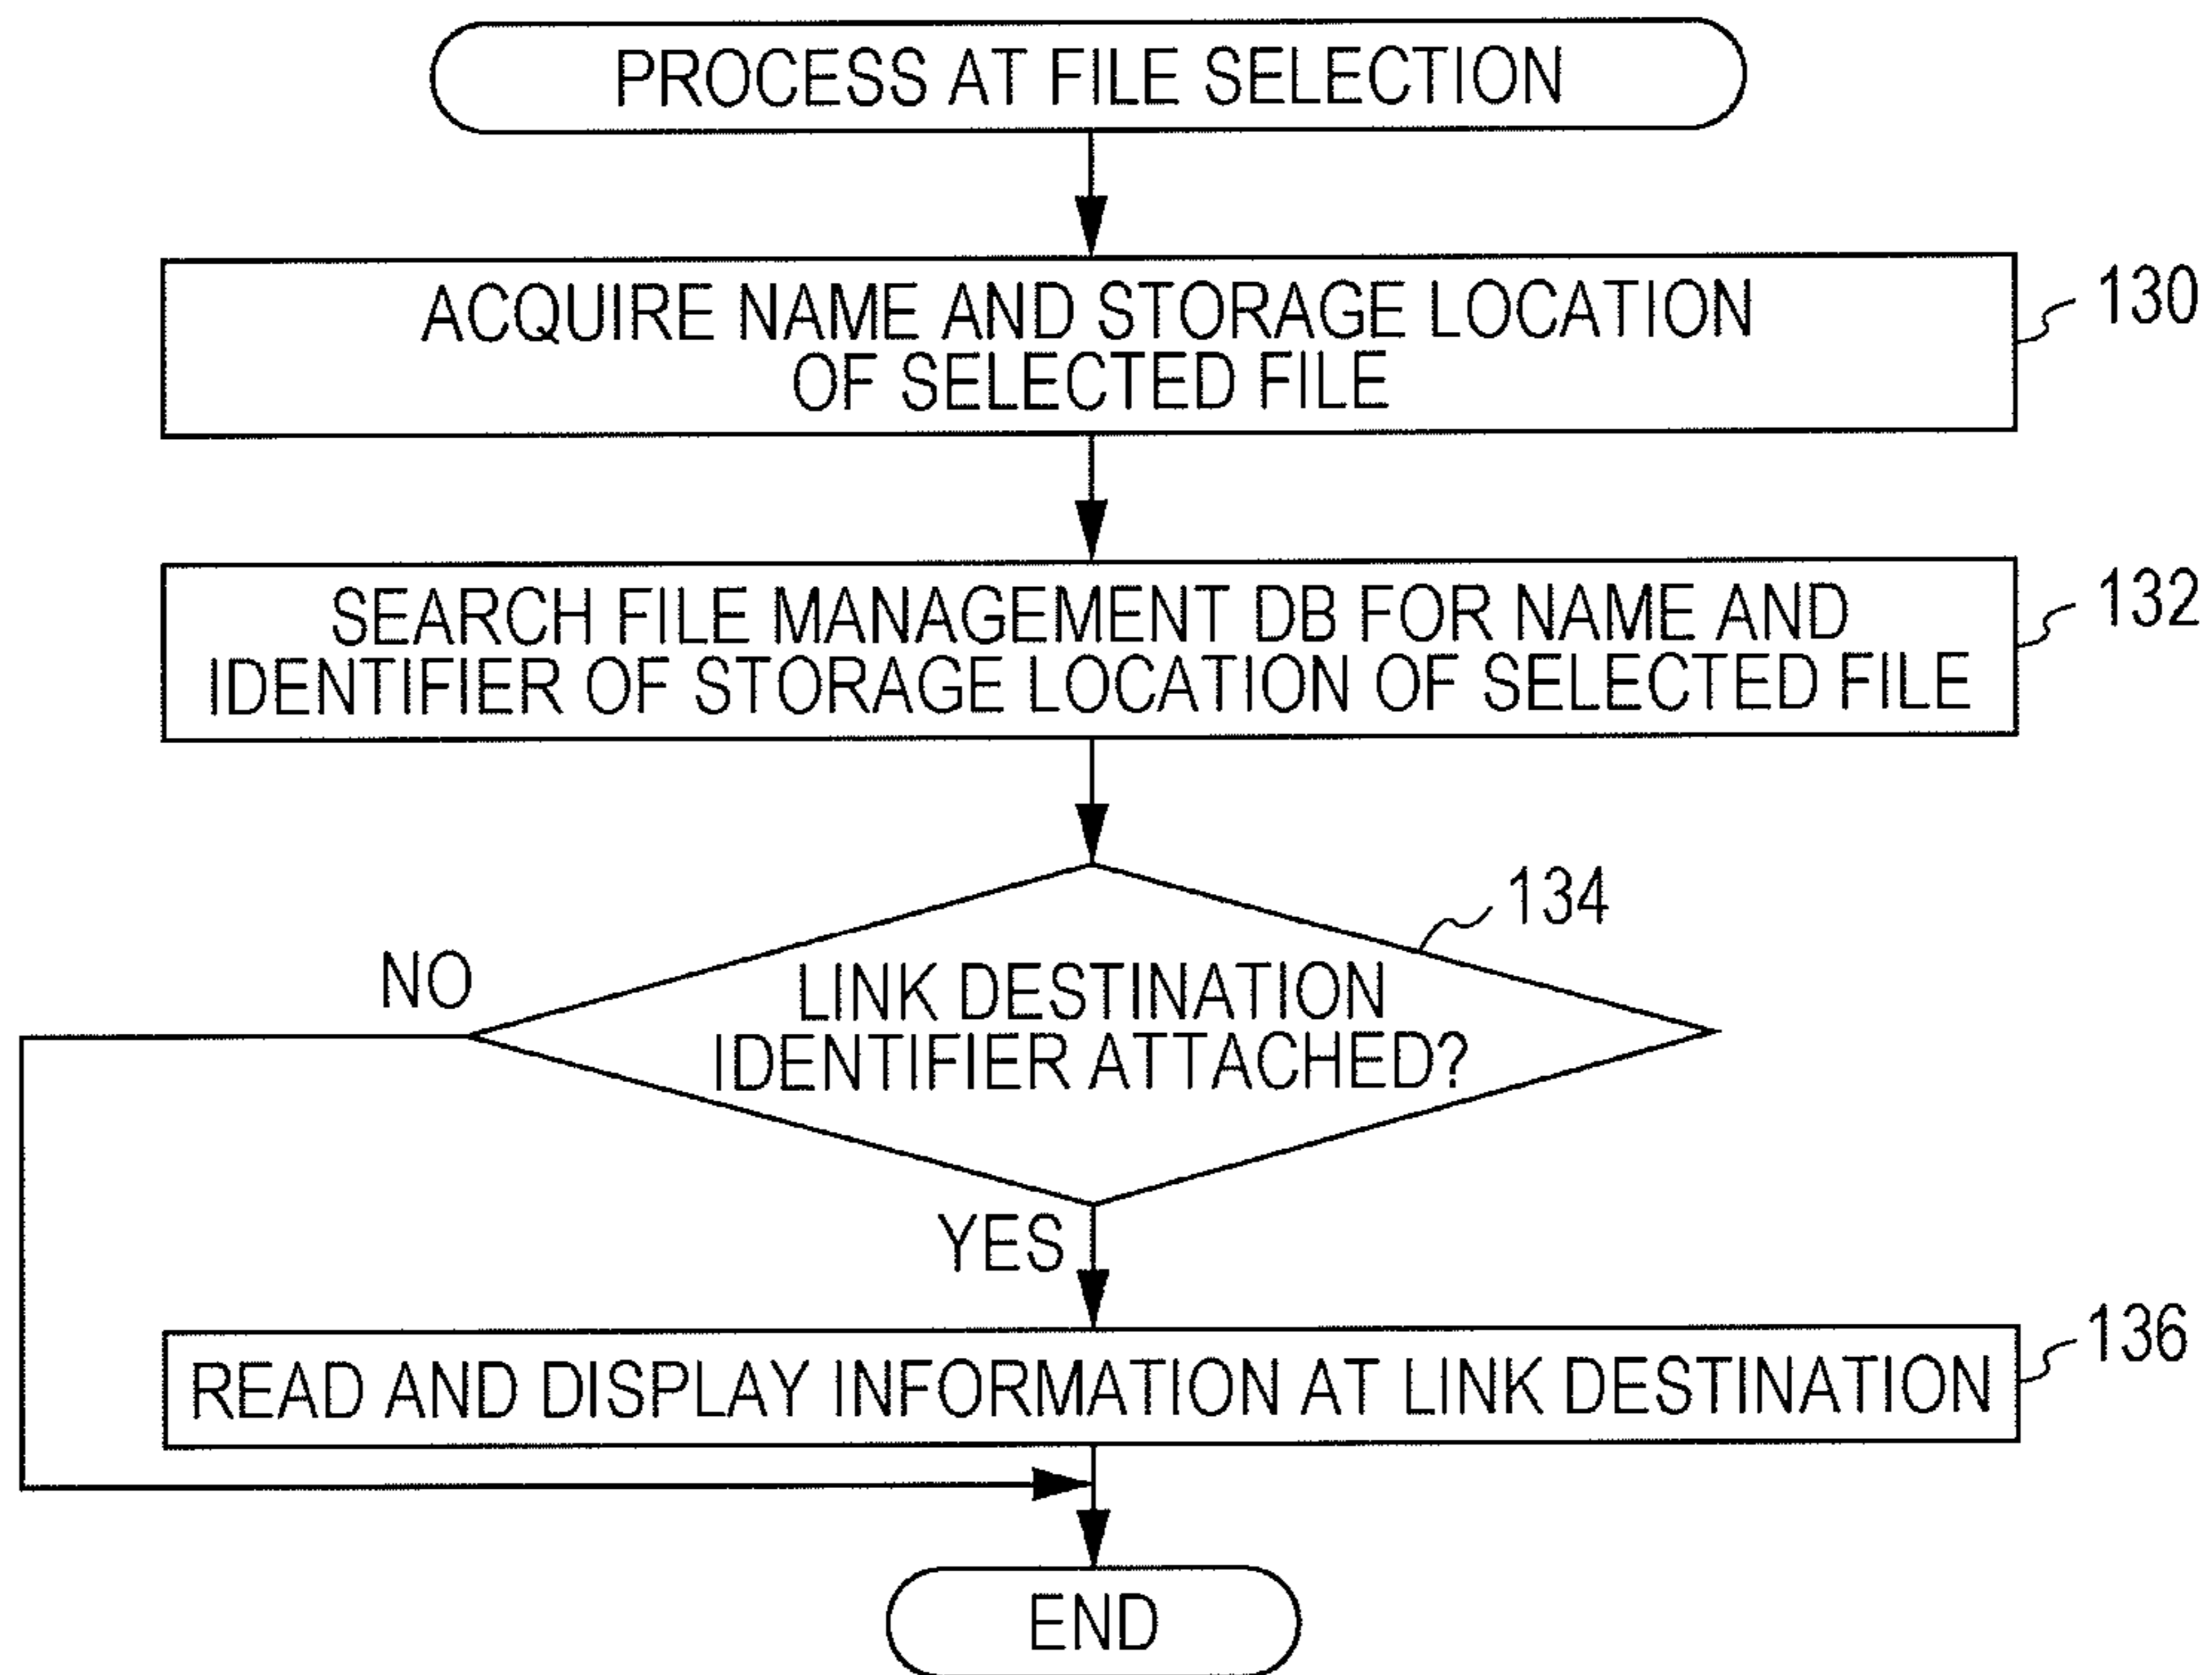 PROCESS AT FILE SELECTION
ACQUIRE NAME AND STORAGE LOCATION
OF SELECTED FILE
130
SEARCH FILE MANAGEMENT DB FOR NAME AND
IDENTIFIER OF STORAGE LOCATION OF SELECTED FILE
132
134
NO
LINK DESTINATION
IDENTIFIER ATTACHED?
YES
READ AND DISPLAY INFORMATION AT LINK DESTINATION
136
END